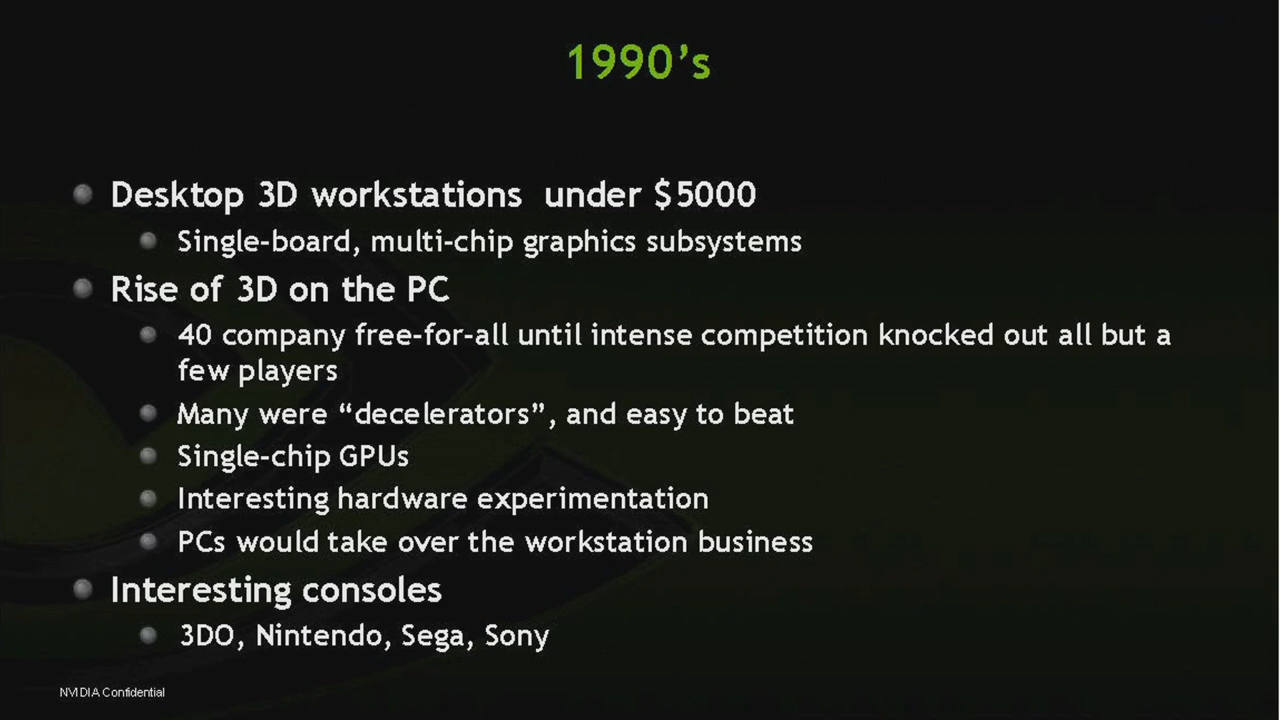 1990’s
Desktop 3D workstations under $5000
Single-board, multi-chip graphics subsystems
Rise of 3D on the PC
40 company free-for-all until intense competition knocked out all but a
few players
Many were “decelerators”, and easy to beat
Single-chip GPUs
Interesting hardware experimentation
PCs would take over the workstation business
Interesting consoles
3DO, Nintendo, Sega, Sony
NVIDIA Confidential